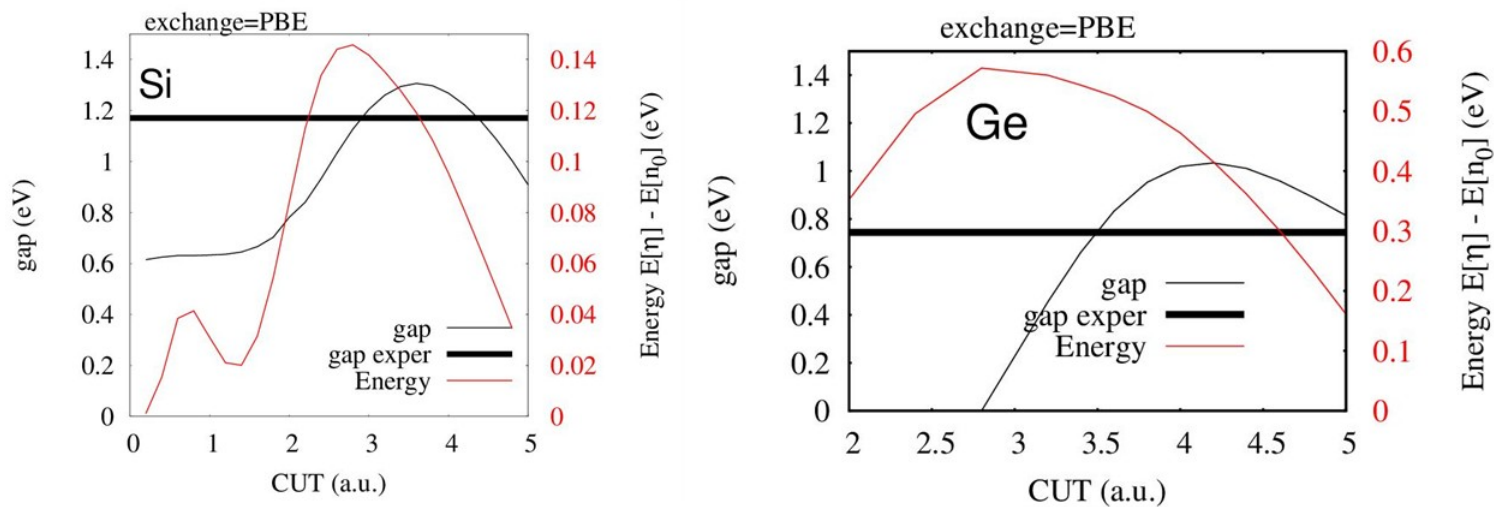 exchange=PBE
Si
gap (eV)
1.4
1.2
1
0.8
0.6
0.4
0.2
0
0.14
0.12
0.1
0.08
0.06
0.04
0.02
0
Energy E[η] - E[n0] (eV)
gap
gap exper
Energy
0 1 2 3 4 5
CUT (a.u.)
exchange=PBE
Ge
gap (eV)
1.4
1.2
1
0.8
0.6
0.4
0.2
0
0.6
0.5
0.4
0.3
0.2
0.1
0
Energy E[η] - E[n0] (eV)
gap
gap exper
Energy
2 2.5 3 3.5 4 4.5 5
CUT (a.u.)